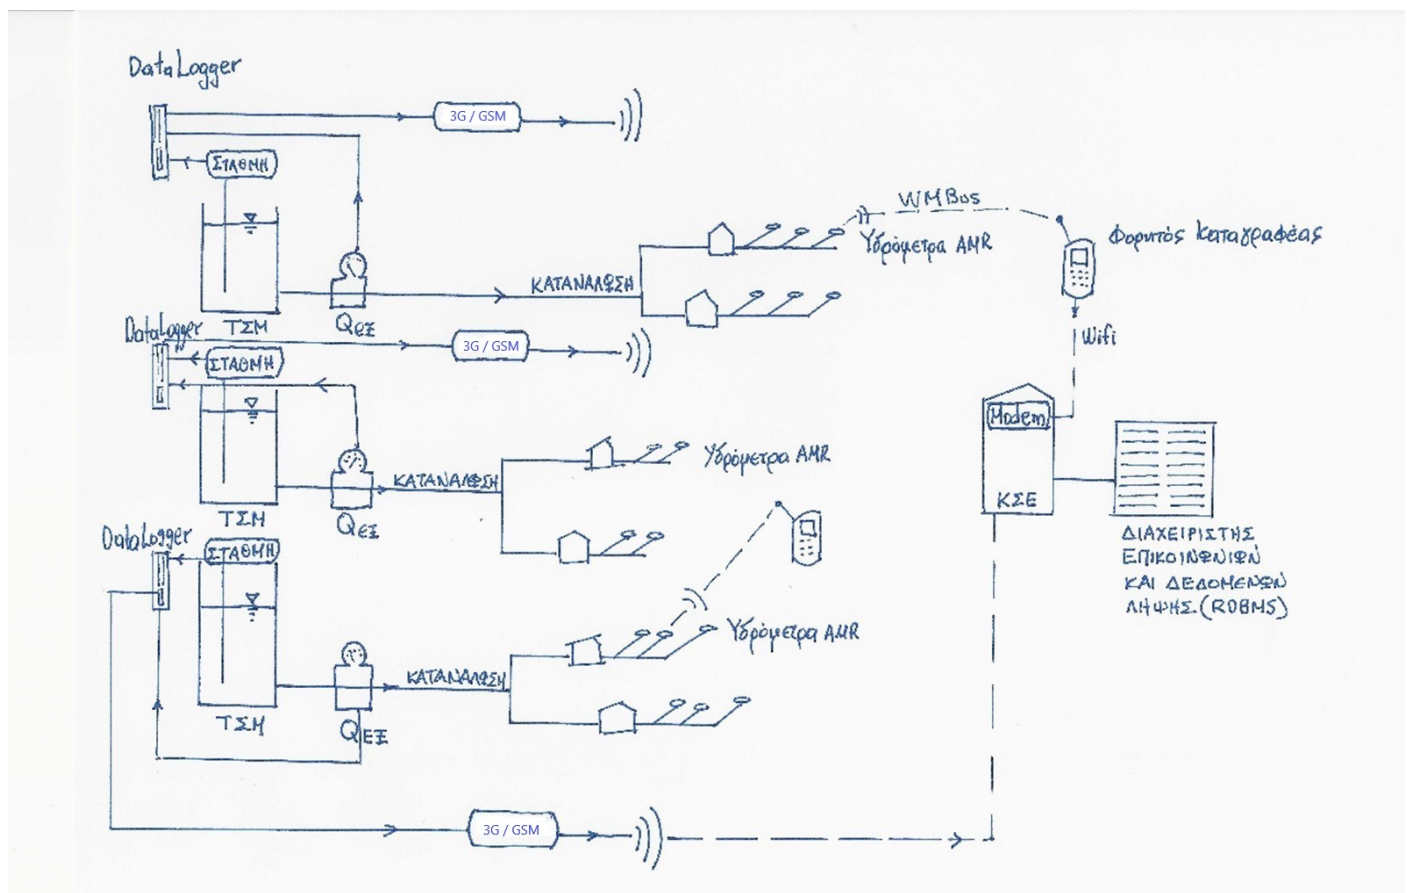 DataLogger
3G / GSM
ΣΤΑΘΜΗ
WMBus
Υδρόμετρα AMR
Φορητός Καταγραφέας
ΚΑΤΑΝΑΛΩΣΗ
ΤΣΜ
Qεξ
DataLogger
3G / GSM
Wifi
ΣΤΑΘΜΗ
Modem
Υδρόμετρα AMR
ΚΑΤΑΝΑΛΩΣΗ
ΚΣΕ
ΤΣΜ
Qεξ
DataLogger
ΣΤΑΘΜΗ
ΔΙΑΧΕΙΡΙΣΤΗΣ
ΕΠΙΚΟΙΝΩΝΙΩΝ
ΚΑΙ ΔΕΔΟΜΕΝΩΝ
ΛΗΨΗΣ (RDBMS)
Υδρόμετρα AMR
ΚΑΤΑΝΑΛΩΣΗ
ΤΣΜ
QΕΞ
3G / GSM